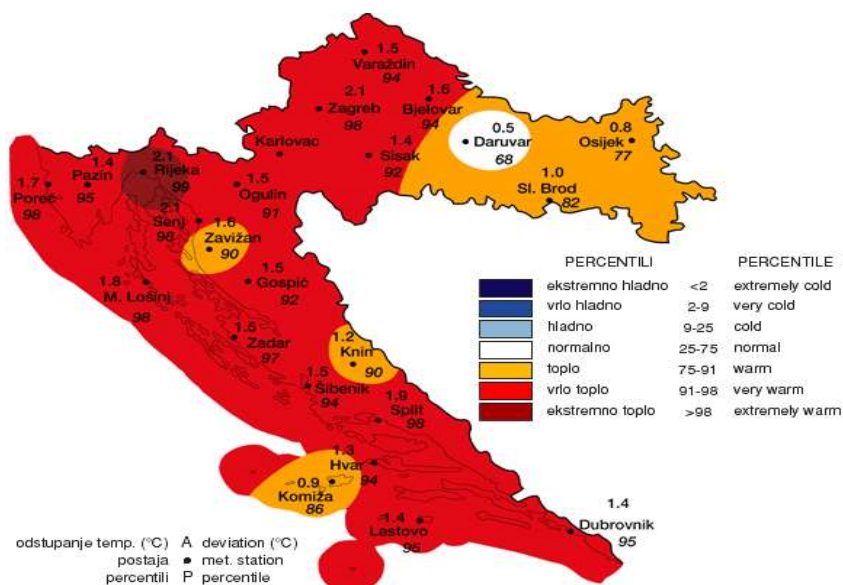 1.5
Varaždin
94
2.1
Zagreb
98
1.6
Bjelovar
94
0.5
Daruvar
68
0.8
Osijek
77
Karlovac
1.4
Sisak
92
1.0
Sl. Brod
82
1.7
Poreč
98
1.4
Pazin
95
2.1
Rijeka
99
1.5
Ogulin
91
2.1
Senj
98
1.6
Zavižan
90
1.8
M. Lošinj
98
1.5
Gospić
92
1.5
Zadar
97
1.2
Knin
90
1.5
Šibenik
94
1.9
Split
98
1.3
Hvar
94
0.9
Komiža
86
1.4
Lastovo
95
1.4
Dubrovnik
95
PERCENTILI PERCENTILE
ekstremno hladno <2 extremely cold
vrlo hladno 2-9 very cold
hladno 9-25 cold
normalno 25-75 normal
toplo 75-91 warm
vrlo toplo 91-98 very warm
ekstremno toplo >98 extremely warm
odstupanje temp. (°C) A deviation (°C)
postaja ● met. station
percentili P percentile